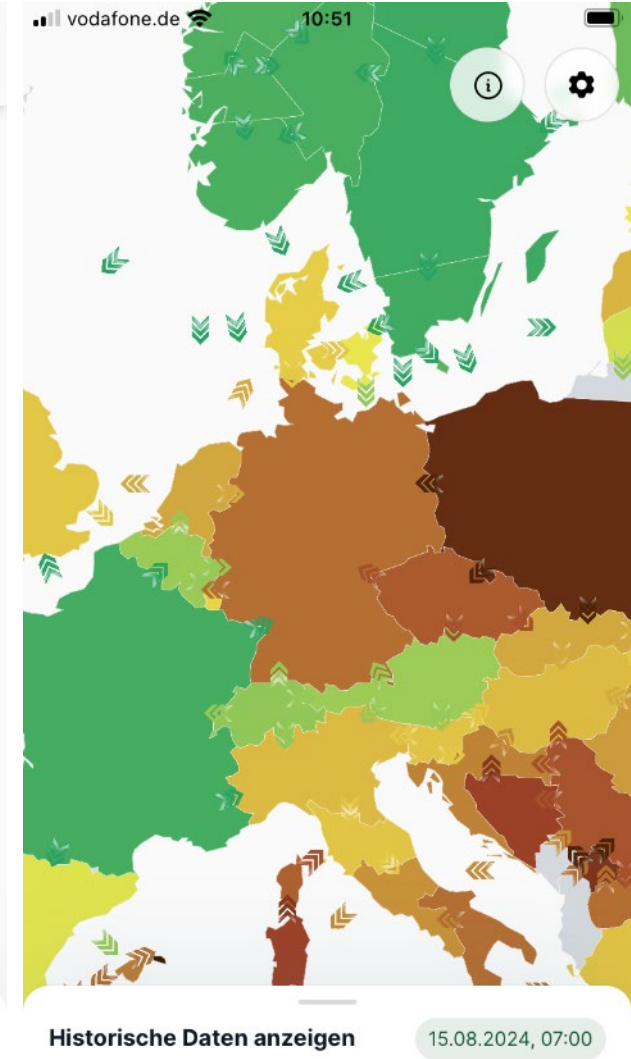 vodafone.de
10:51
i
Historische Daten anzeigen
15.08.2024, 07:00